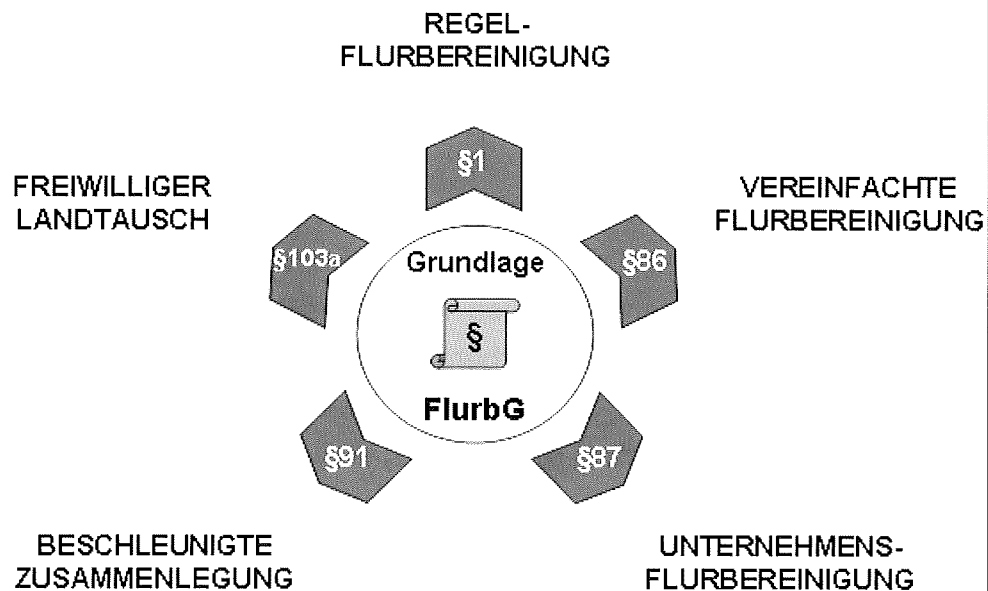 REGEL-
FLURBEREINIGUNG
§1
FREIWILLIGER
LANDTAUSCH
§103a
VEREINFACHTE
FLURBEREINIGUNG
§86
Grundlage
§
FlurbG
§91
§87
BESCHLEUNIGTE
ZUSAMMENLEGUNG
UNTERNEHMENS-
FLURBEREINIGUNG